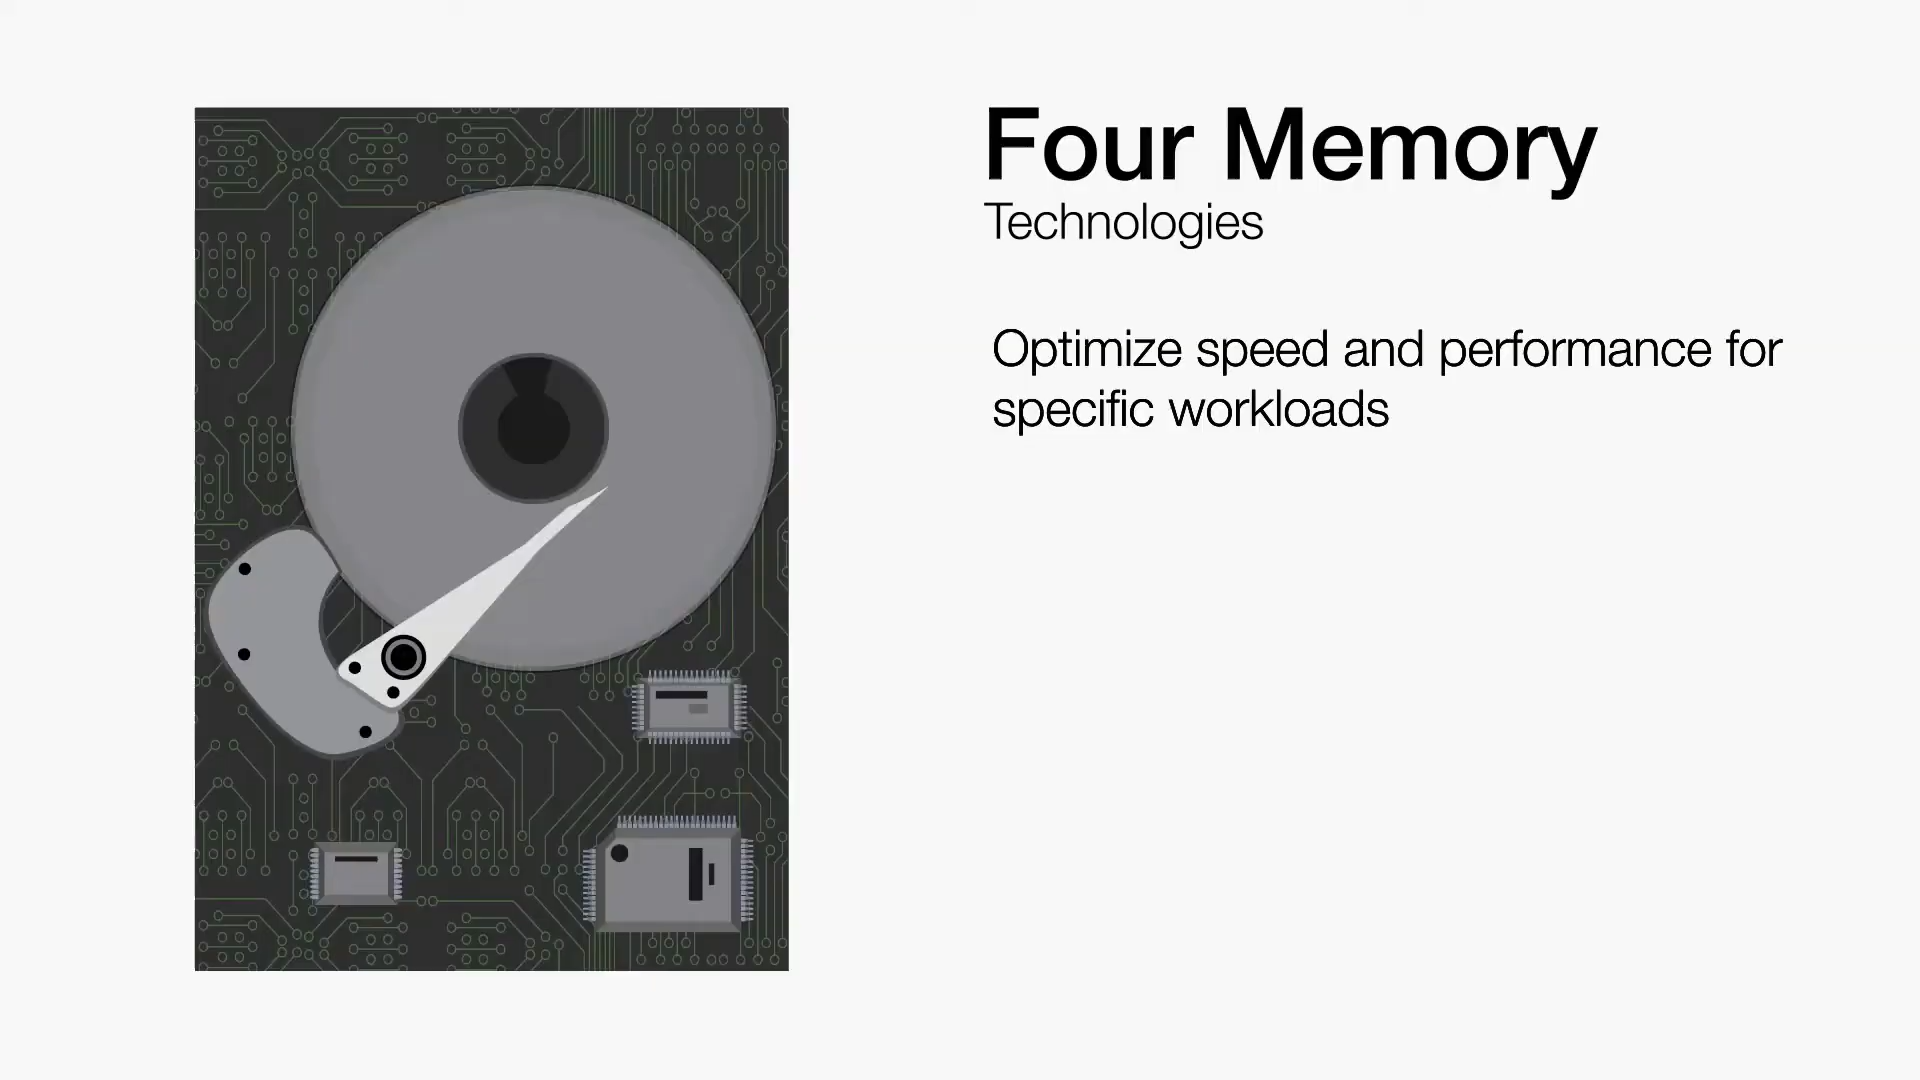 Four Memory
Technologies
Optimize speed and performance for
specific workloads